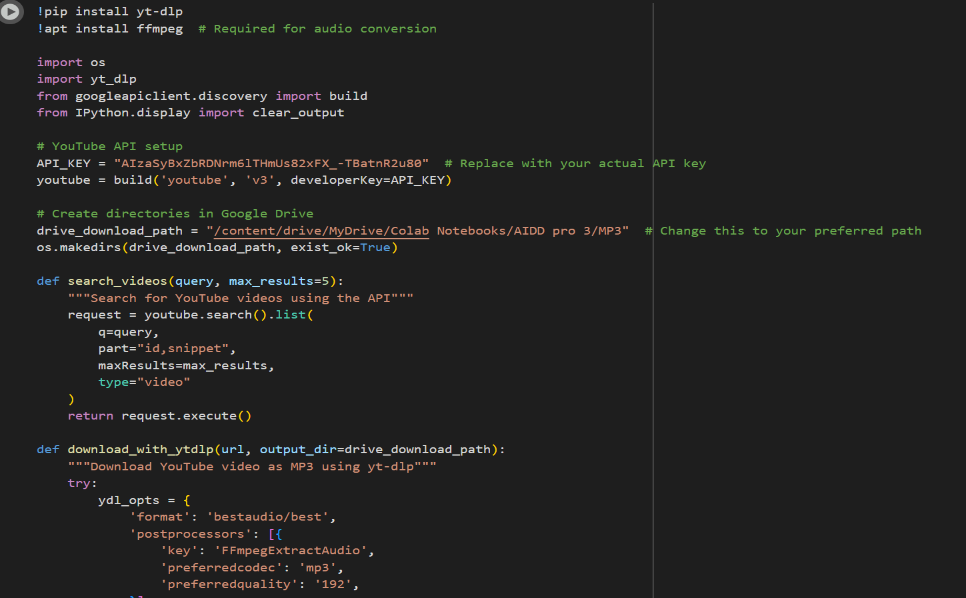 !pip install yt-dlp
!apt install ffmpeg  # Required for audio conversion
import os
import yt_dlp
from googleapiclient.discovery import build
from IPython.display import clear_output
# YouTube API setup
API_KEY = "AIzaSyBxZbRDNrm6lTHmUs82xFX_-TBatnR2u80"  # Replace with your actual API key
youtube = build('youtube', 'v3', developerKey=API_KEY)
# Create directories in Google Drive
drive_download_path = "/content/drive/MyDrive/Colab Notebooks/AIDD pro 3/MP3"  # Change this to your preferred path
os.makedirs(drive_download_path, exist_ok=True)
def search_videos(query, max_results=5):
    """Search for YouTube videos using the API"""
    request = youtube.search().list(
        q=query,
        part="id,snippet",
        maxResults=max_results,
        type="video"
    )
    return request.execute()
def download_with_ytdlp(url, output_dir=drive_download_path):
    """Download YouTube video as MP3 using yt-dlp"""
    try:
        ydl_opts = {
            'format': 'bestaudio/best',
            'postprocessors': [{
                'key': 'FFmpegExtractAudio',
                'preferredcodec': 'mp3',
                'preferredquality': '192',